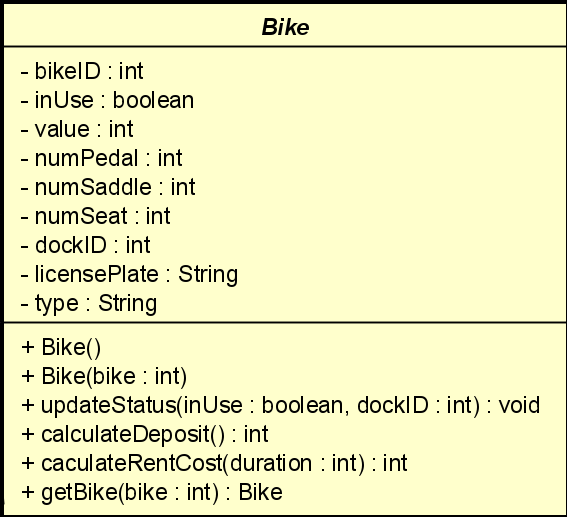 Bike
- bikeID : int
- inUse : boolean
- value : int
- numPedal : int
- numSaddle : int
- numSeat : int
- dockID : int
- licensePlate : String
- type : String
+ Bike()
+ Bike(bike : int)
+ updateStatus(inUse : boolean, dockID : int) : void
+ calculateDeposit() : int
+ caculateRentCost(duration : int) : int
+ getBike(bike : int) : Bike